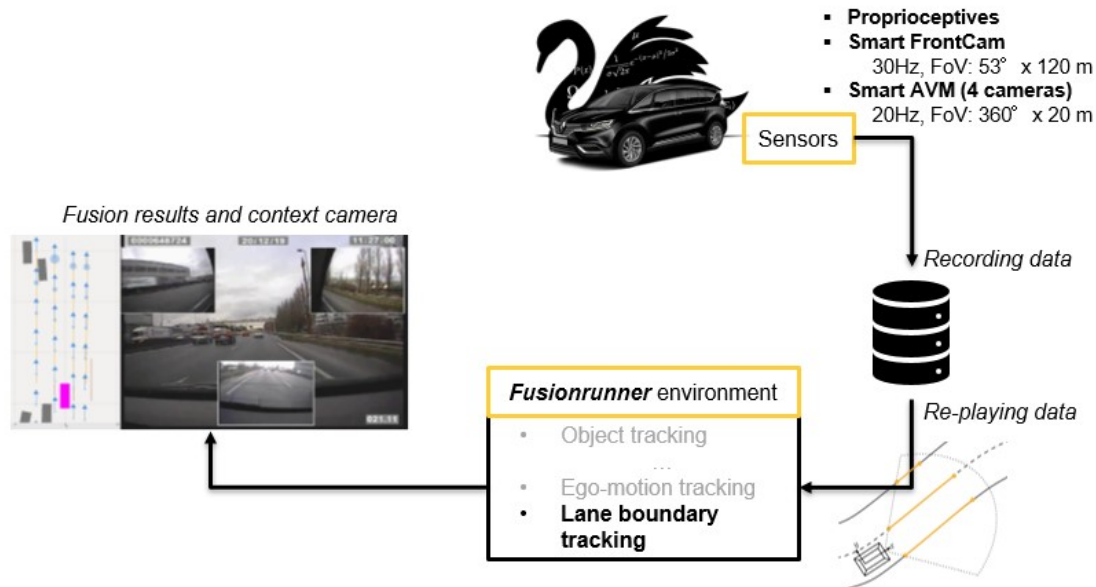 Proprioceptives
Smart FrontCam
30Hz, FoV: 53° x 120 m
Smart AVM (4 cameras)
20Hz, FoV: 360° x 20 m
Sensors
Fusion results and context camera
20/12/19
11:27:00
Recording data
Re-playing data
Fusionrunner environment
Object tracking
...
Ego-motion tracking
Lane boundary
tracking